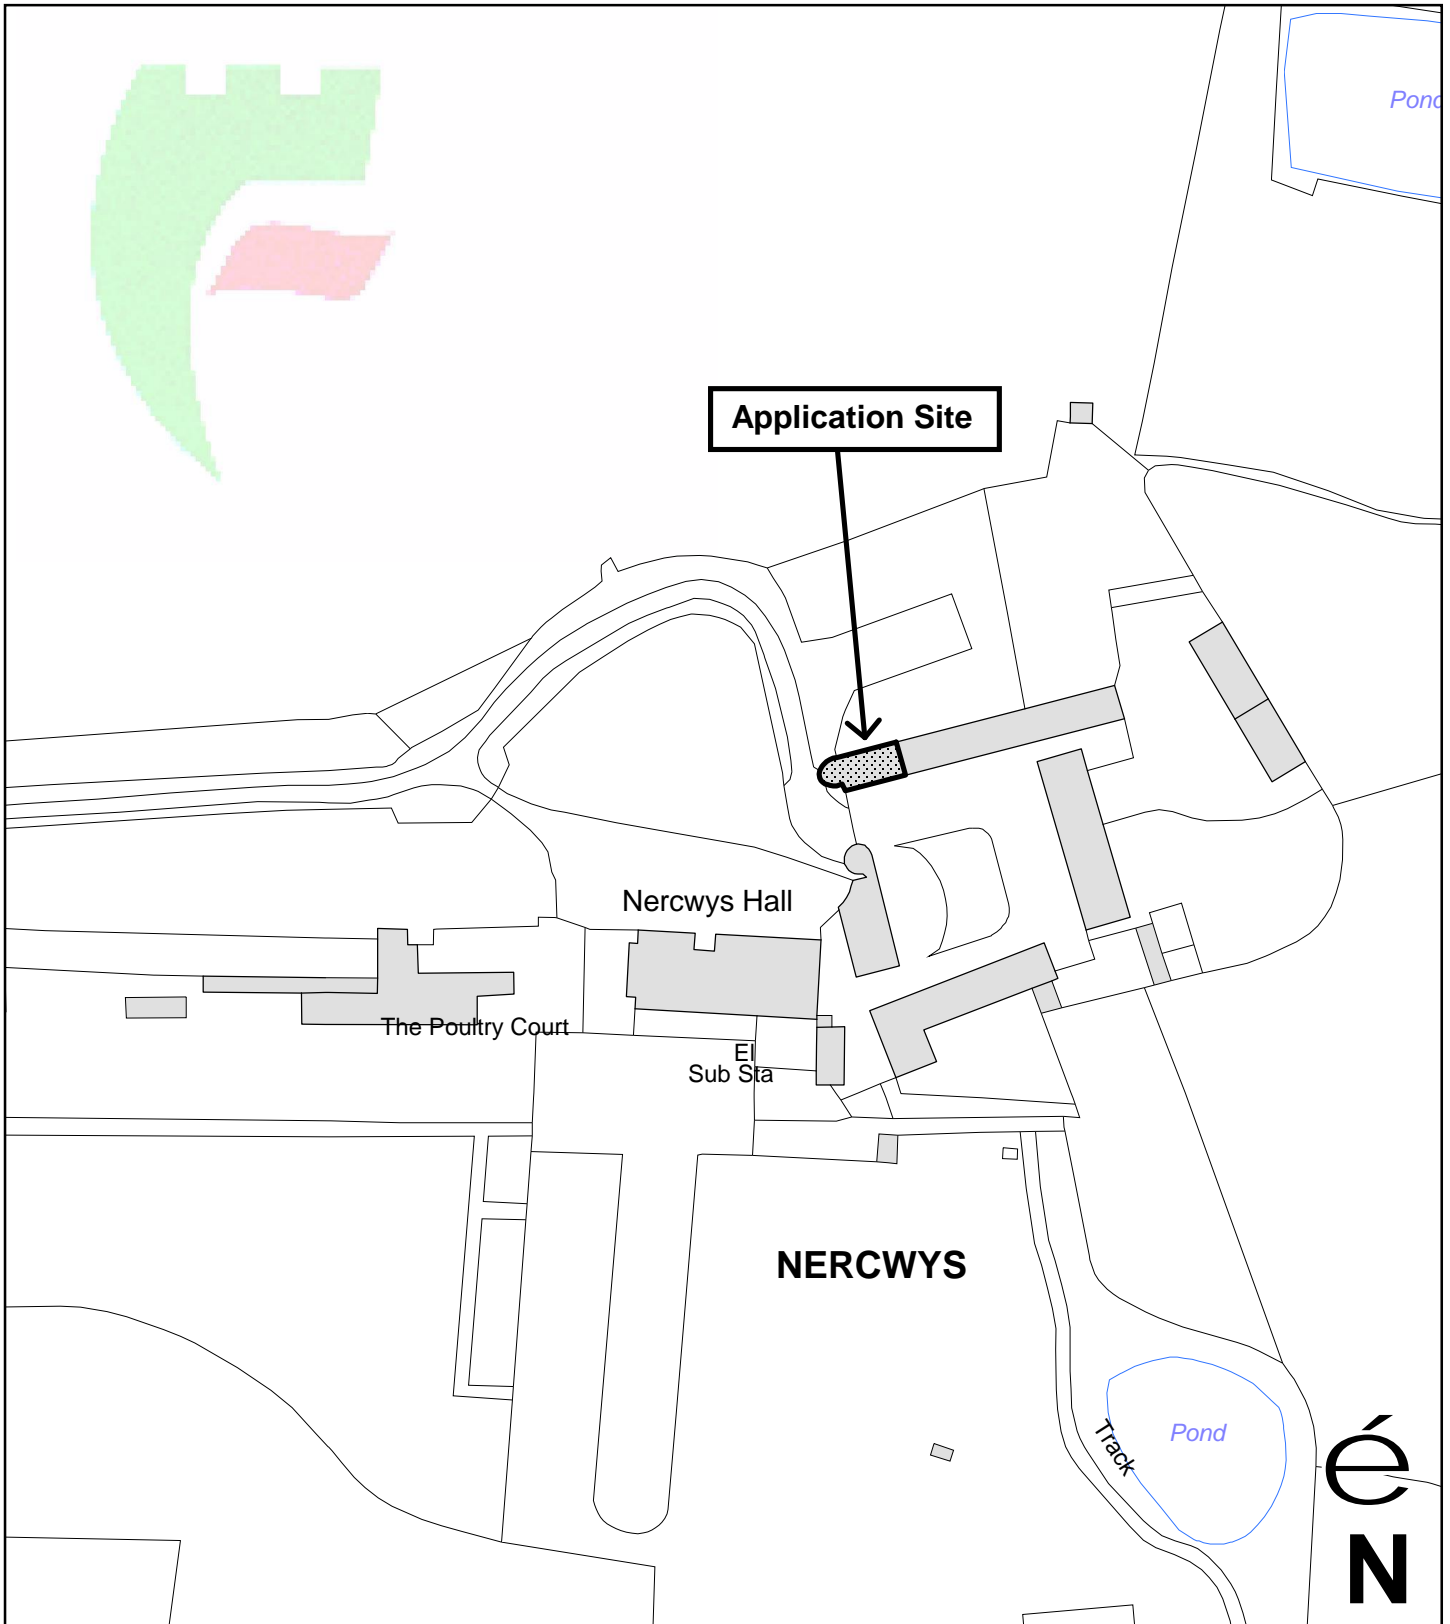 Pond
Application Site
Nercwys Hall
The Poultry Court
El
Sub Sta
NERCWYS
Track
Pond
é
N